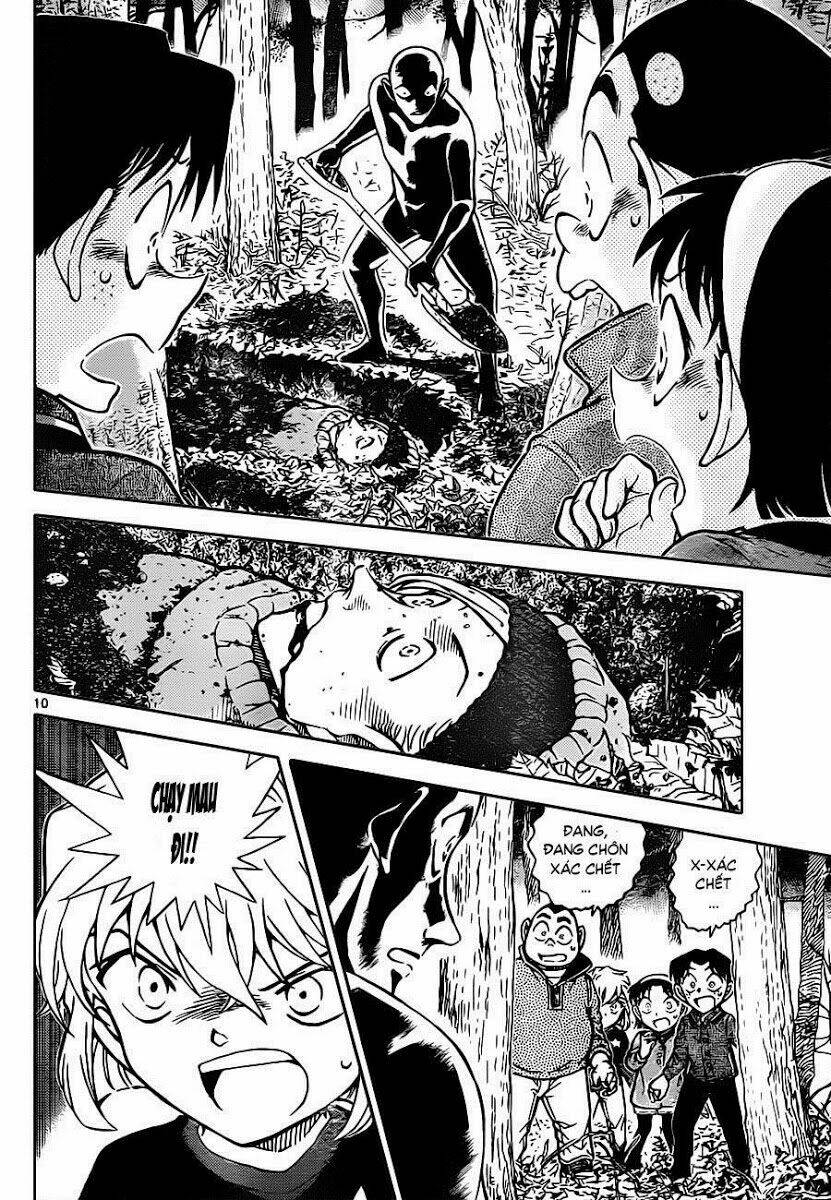 10
ĐANG,
ĐANG CHÔN
XÁC CHẾT
...
X-XÁC
CHẾT
...
CHẠY MAU
ĐI!!